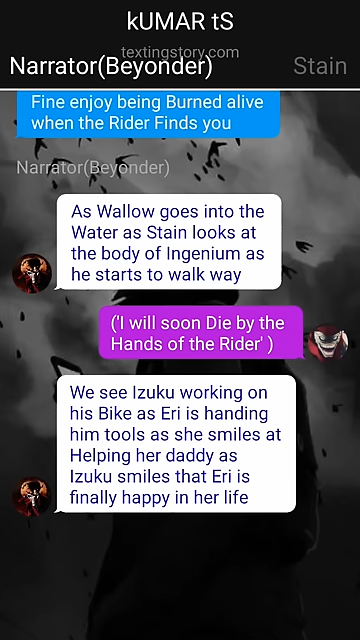 kUMAR tS
textingstory.com
Narrator(Beyonder) Stain
Fine enjoy being Burned alive
when the Rider Finds you
Narrator(Beyonder)
As Wallow goes into the
Water as Stain looks at
the body of Ingenium as
he starts to walk way
('I will soon Die by the
Hands of the Rider' )
We see Izuku working on
his Bike as Eri is handing
him tools as she smiles at
Helping her daddy as
Izuku smiles that Eri is
finally happy in her life